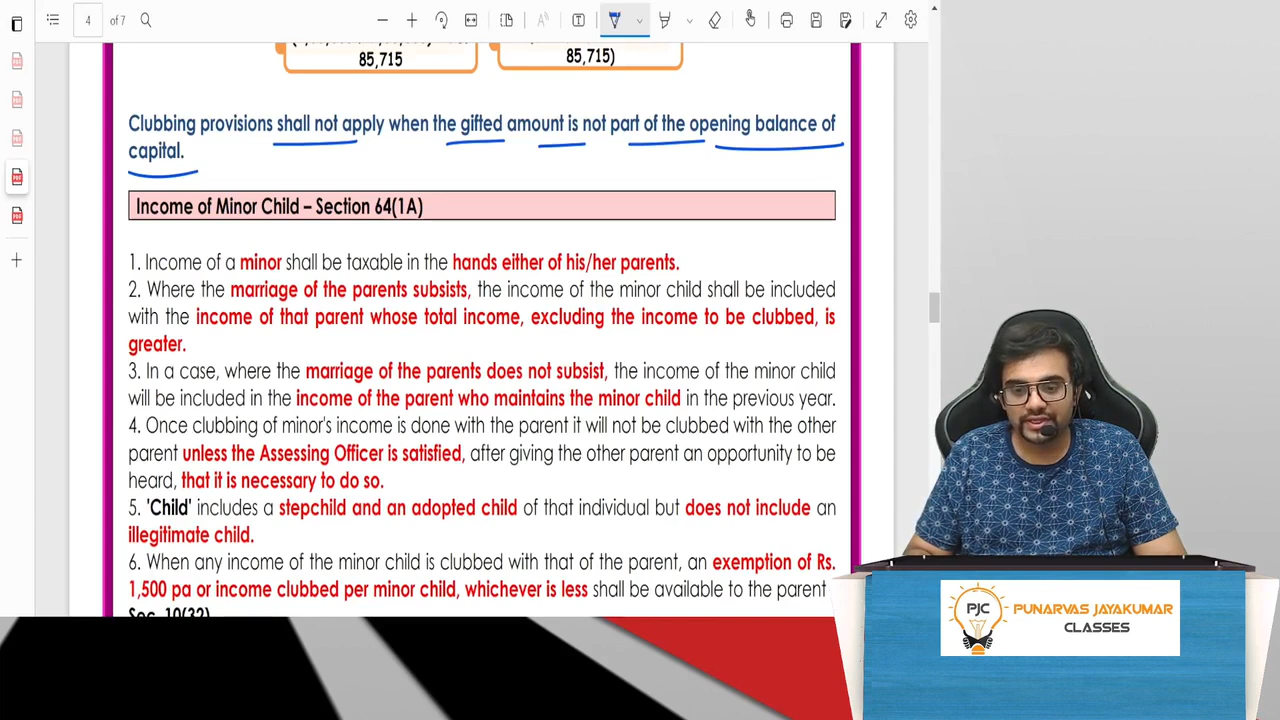 4 of 7
85,715
85,715)
Clubbing provisions shall not apply when the gifted amount is not part of the opening balance of
capital.
Income of Minor Child – Section 64(1A)
1. Income of a minor shall be taxable in the hands either of his/her parents.
2. Where the marriage of the parents subsists, the income of the minor child shall be included
with the income of that parent whose total income, excluding the income to be clubbed, is
greater.
3. In a case, where the marriage of the parents does not subsist, the income of the minor child
will be included in the income of the parent who maintains the minor child in the previous year.
4. Once clubbing of minor's income is done with the parent it will not be clubbed with the other
parent unless the Assessing Officer is satisfied, after giving the other parent an opportunity to be
heard, that it is necessary to do so.
5. 'Child' includes a stepchild and an adopted child of that individual but does not include an
illegitimate child.
6. When any income of the minor child is clubbed with that of the parent, an exemption of Rs.
1,500 pa or income clubbed per minor child, whichever is less shall be available to the parent-
Sec. 10(32)
PJC
PUNARVAS JAYAKUMAR
CLASSES